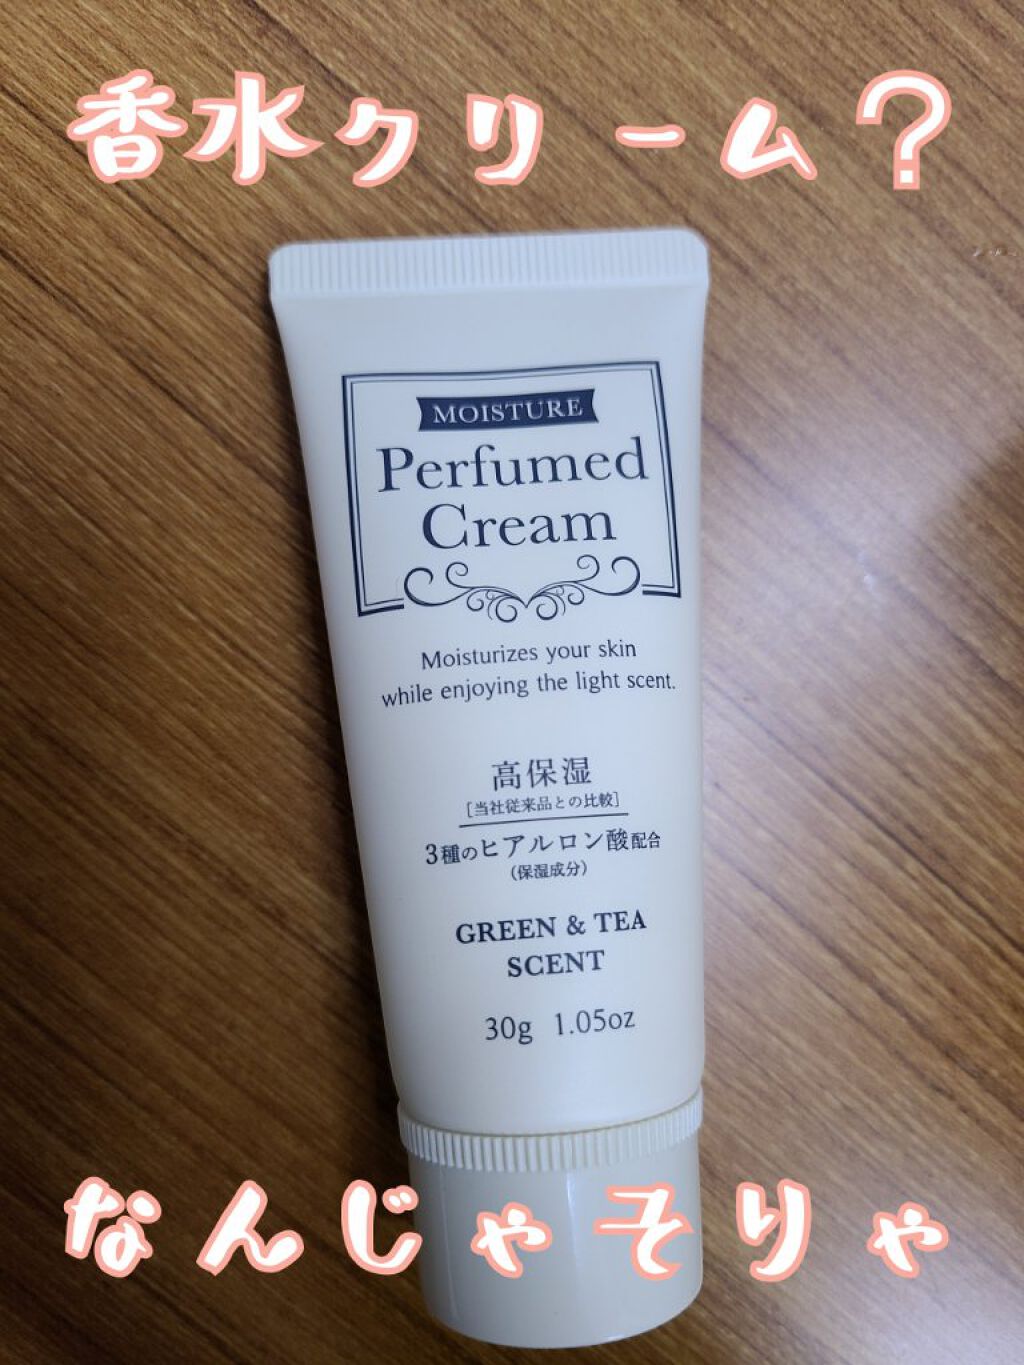 香水クリーム？
MOISTURE
Perfumed
Cream
Moisturizes your skin
while enjoying the light scent.
高保湿
[当社従来品との比較]
3種のヒアルロン酸配合
(保湿成分)
GREEN & TEA
SCENT
30g 1.05oz
なんじゃそりゃ